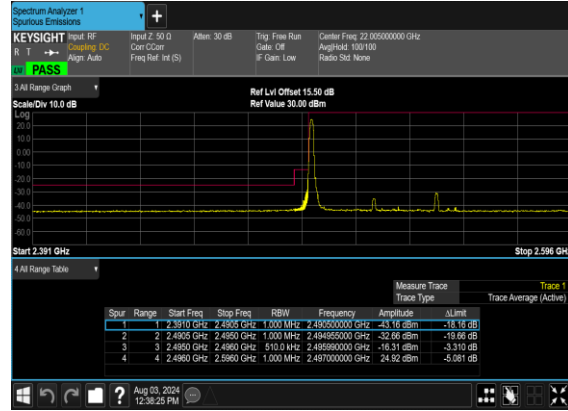 Spectrum Analyzer 1
Spurious Emissions
KEYSIGHT Input: RF Input Z: 50 Ω Atten: 30 dB Trig: Free Run Center Freq: 22.005000000 GHz
R T Coupling: DC Corr CCorr Gate: Off Avg|Hold: 100/100
Align: Auto Freq Ref: Int (S) IF Gain: Low Radio Std: None
PASS
3 All Range Graph
Ref Lvl Offset 15.50 dB
Scale/Div 10.0 dB Ref Value 30.00 dBm
Log
20.0
10.0
0.00
-10.0
-20.0
-30.0
-40.0
-50.0
-60.0
Start 2.391 GHz Stop 2.596 GHz
4 All Range Table
Measure Trace Trace 1
Trace Type Trace Average (Active)
Spur Range Start Freq Stop Freq RBW Frequency Amplitude ΔLimit
1 1 2.3910 GHz 2.4905 GHz 1.000 MHz 2.490500000 GHz -43.16 dBm -18.16 dB
2 2 2.4905 GHz 2.4950 GHz 1.000 MHz 2.494955000 GHz -32.66 dBm -19.66 dB
3 3 2.4950 GHz 2.4960 GHz 510.0 kHz 2.495990000 GHz -16.31 dBm -3.310 dB
4 4 2.4960 GHz 2.5960 GHz 1.000 MHz 2.497000000 GHz 24.92 dBm -5.081 dB
Aug 03, 2024
12:38:25 PM